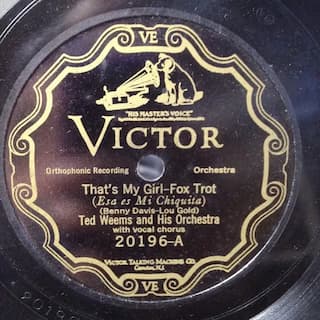 VE
"HIS MASTER'S VOICE"
VICTOR
Orthophonic Recording Orchestra
That's My Girl-Fox Trot
(Esa es Mi Chiquita)
(Benny Davis-Lou Gold)
Ted Weems and His Orchestra
with vocal chorus
20196-A
VICTOR TALKING MACHINE CO.
Camden, N.J.
VE